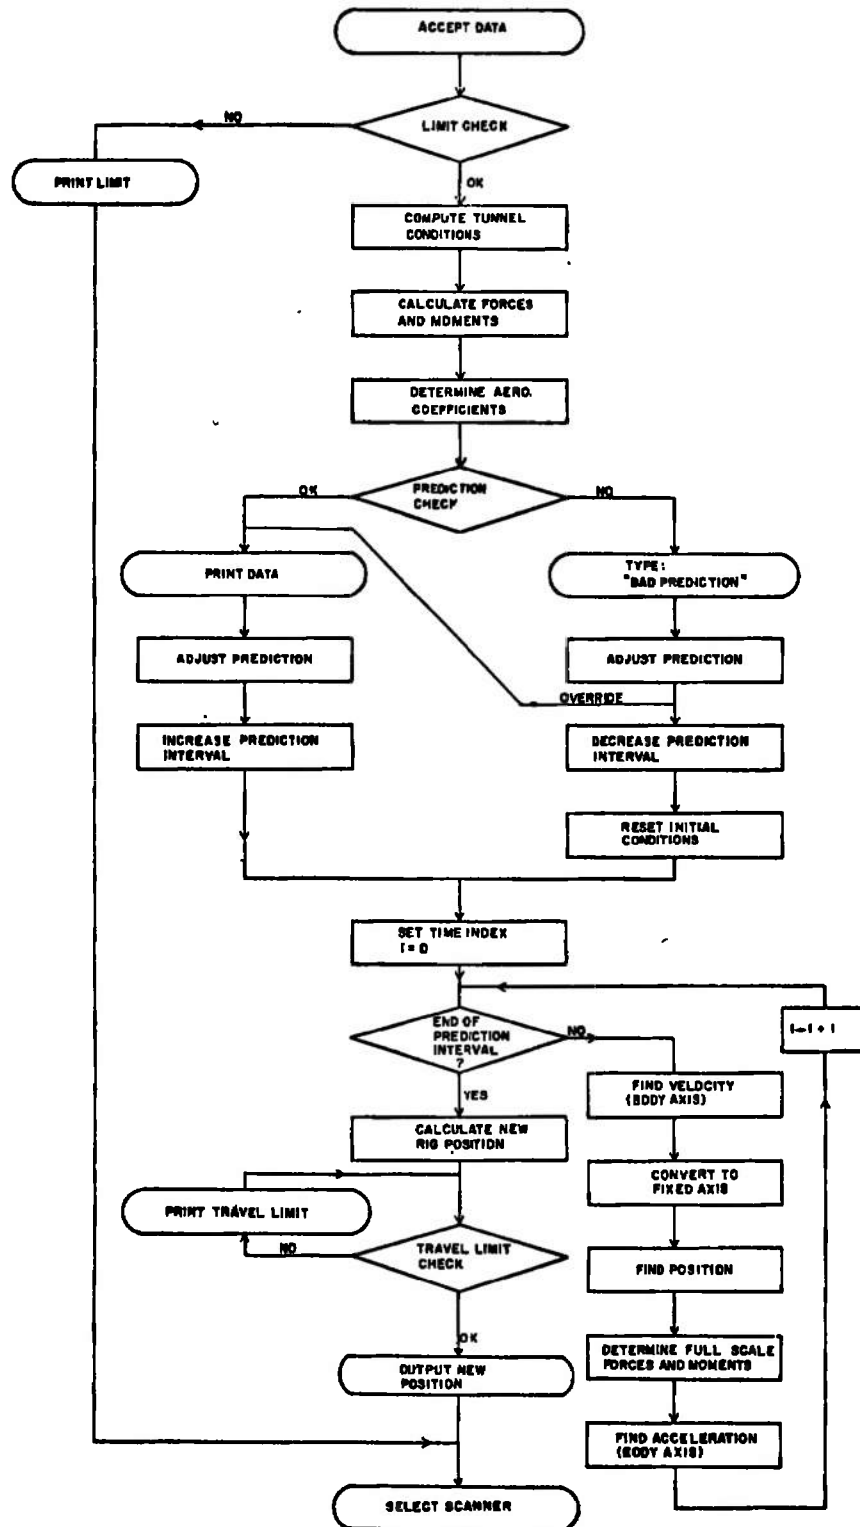 ACCEPT DATA
NO
LIMIT CHECK
PRINT LIMIT
OK
COMPUTE TUNNEL
CONDITIONS
CALCULATE FORCES
AND MOMENTS
DETERMINE AERO.
COEFFICIENTS
OK
PREDICTION
CHECK
NO
PRINT DATA
TYPE:
"BAD PREDICTION"
ADJUST PREDICTION
ADJUST PREDICTION
OVERRIDE
INCREASE PREDICTION
INTERVAL
DECREASE PREDICTION
INTERVAL
RESET INITIAL
CONDITIONS
SET TIME INDEX
I = 0
END OF
PREDICTION
INTERVAL
?
NO
I=I + I
YES
FIND VELOCITY
(BODY AXIS)
CALCULATE NEW
RIG POSITION
CONVERT TO
FIXED AXIS
PRINT TRAVEL LIMIT
NO
TRAVEL LIMIT
CHECK
FIND POSITION
OK
DETERMINE FULL SCALE
FORCES AND MOMENTS
OUTPUT NEW
POSITION
FIND ACCELERATION
(BODY AXIS)
SELECT SCANNER